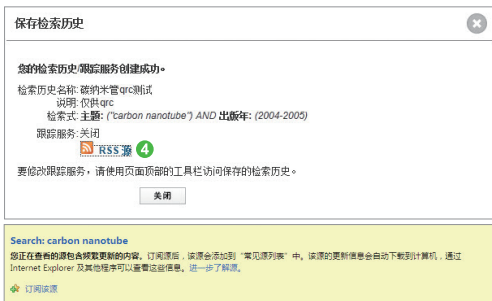 保存检索历史
您的检索历史/跟踪服务创建成功。
检索历史名称: 碳纳米管qrc测试
说明: 仅供qrc
检索式: 主题: ("carbon nanotube") AND 出版年: (2004-2005)
跟踪服务: 关闭
RSS 源 4
要修改跟踪服务，请使用页面顶部的工具栏访问保存的检索历史。
关闭
Search: carbon nanotube
您正在查看的源包含频繁更新的内容。订阅源后，该源会添加到“常见源列表”中。该源的更新信息会自动下载到计算机，通过
Internet Explorer 及其他程序可以查看这些信息。进一步了解源。
订阅该源